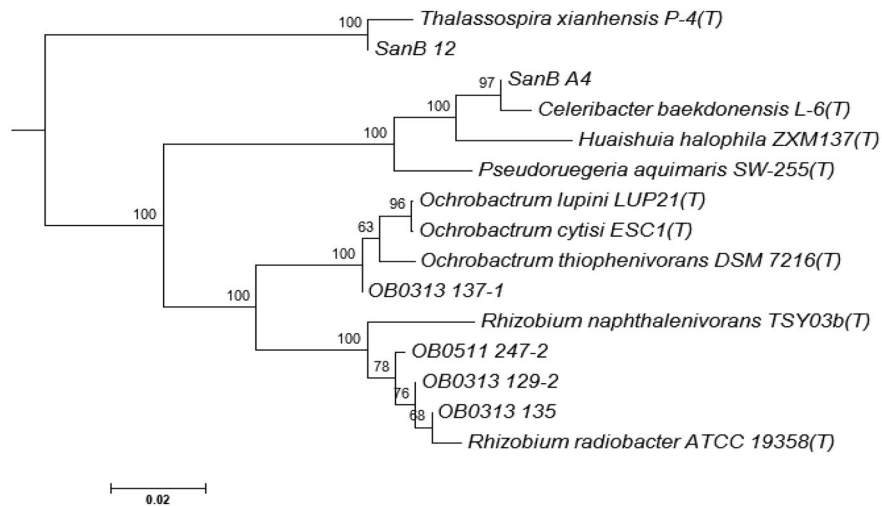 100
Thalassospira xianhensis P-4(T)
SanB 12
97
SanB A4
100
Celeribacter baekdonensis L-6(T)
100
Huaishuia halophila ZXM137(T)
Pseudoruegeria aquimaris SW-255(T)
96
Ochrobactrum lupini LUP21(T)
100
63
Ochrobactrum cytisi ESC1(T)
100
Ochrobactrum thiophenivorans DSM 7216(T)
OB0313 137-1
100
Rhizobium naphthalenivorans TSY03b(T)
100
OB0511 247-2
78
OB0313 129-2
76
OB0313 135
68
Rhizobium radiobacter ATCC 19358(T)
0.02